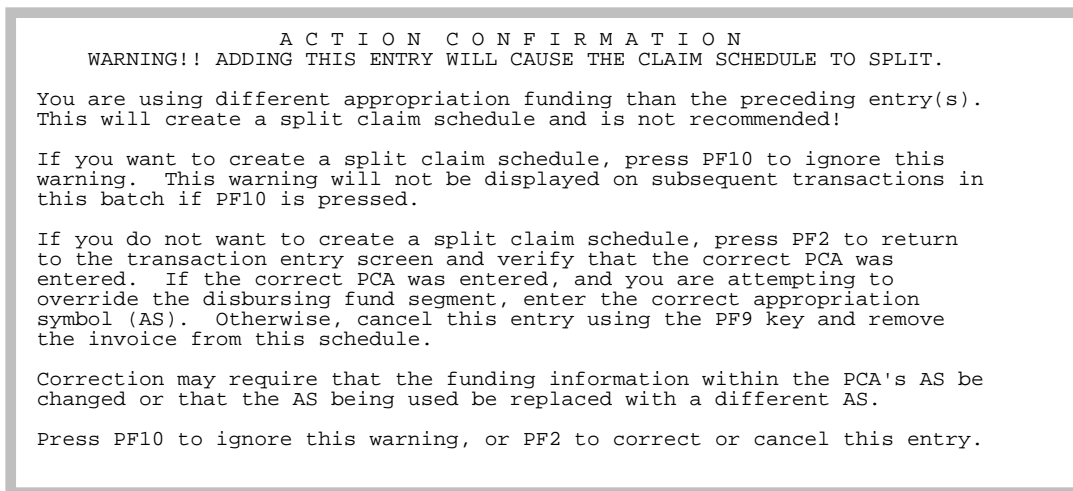 A C T I O N  C O N F I R M A T I O N
WARNING!! ADDING THIS ENTRY WILL CAUSE THE CLAIM SCHEDULE TO SPLIT.
You are using different appropriation funding than the preceding entry(s).
This will create a split claim schedule and is not recommended!
If you want to create a split claim schedule, press PF10 to ignore this
warning.  This warning will not be displayed on subsequent transactions in
this batch if PF10 is pressed.
If you do not want to create a split claim schedule, press PF2 to return
to the transaction entry screen and verify that the correct PCA was
entered.  If the correct PCA was entered, and you are attempting to
override the disbursing fund segment, enter the correct appropriation
symbol (AS).  Otherwise, cancel this entry using the PF9 key and remove
the invoice from this schedule.
Correction may require that the funding information within the PCA's AS be
changed or that the AS being used be replaced with a different AS.
Press PF10 to ignore this warning, or PF2 to correct or cancel this entry.